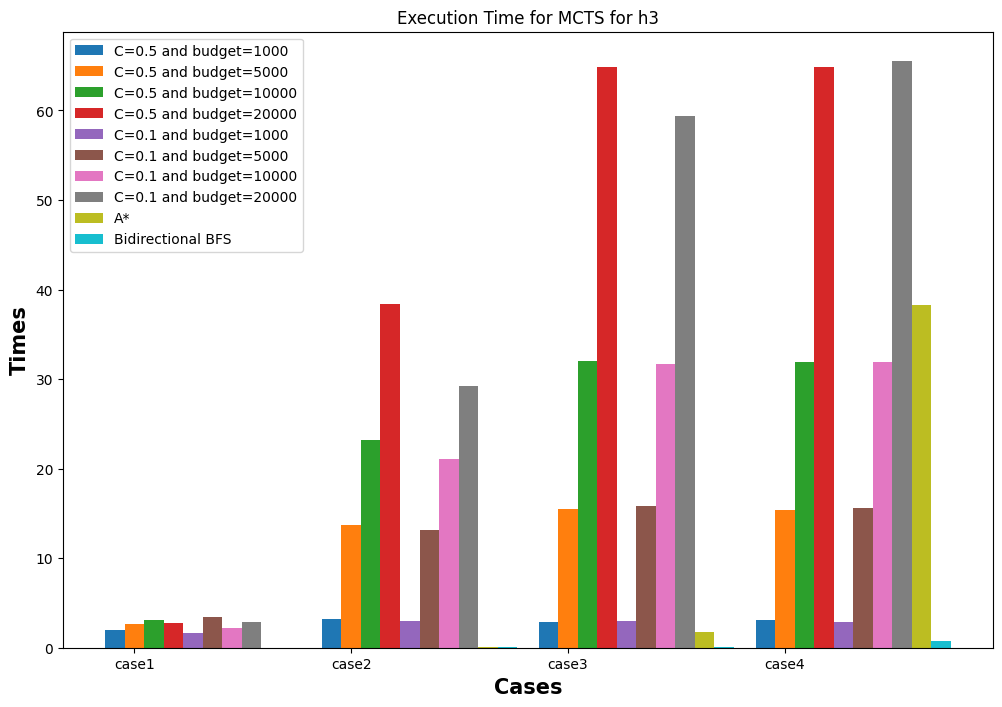 Execution Time for MCTS for h3
C=0.5 and budget=1000
C=0.5 and budget=5000
C=0.5 and budget=10000
C=0.5 and budget=20000
C=0.1 and budget=1000
C=0.1 and budget=5000
C=0.1 and budget=10000
C=0.1 and budget=20000
A*
Bidirectional BFS
Times
60
50
40
30
20
10
0
case1 case2 case3 case4
Cases